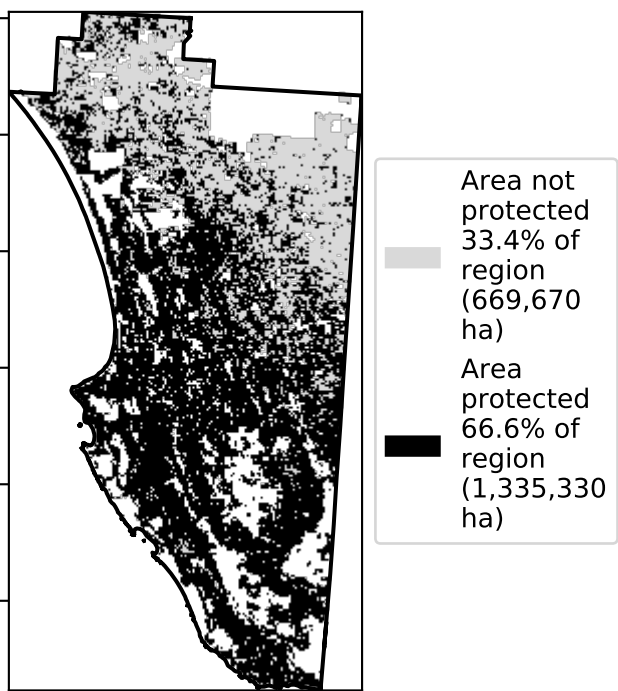 Area not
protected
33.4% of
region
(669,670
ha)
Area
protected
66.6% of
region
(1,335,330
ha)